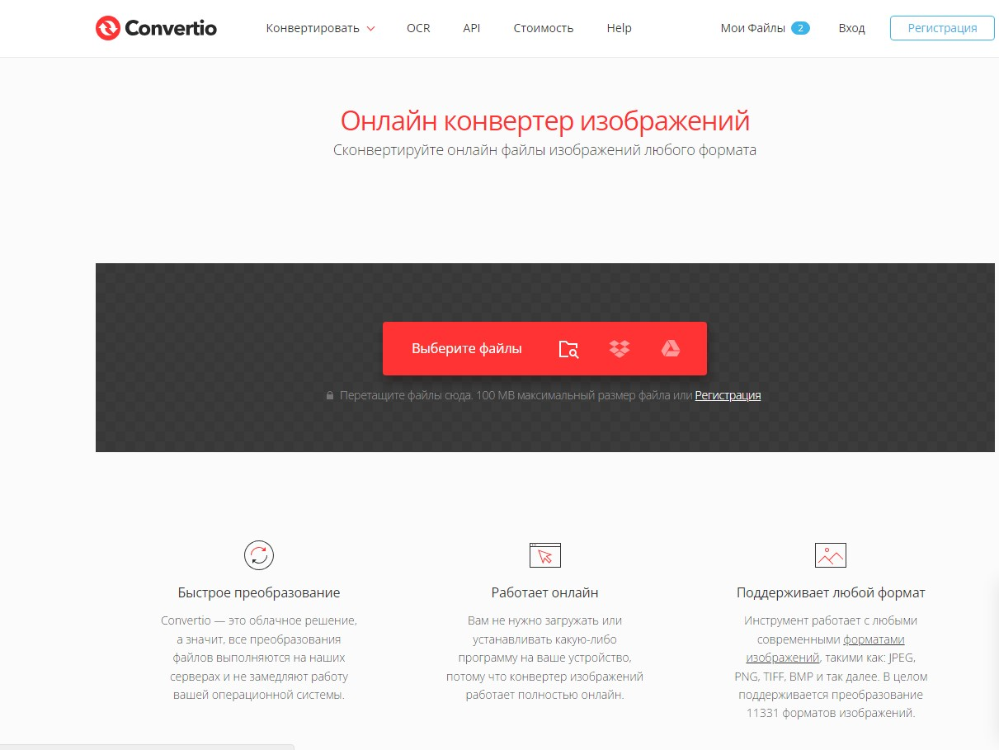 Convertio Конвертировать OCR API Стоимость Help Мои Файлы 2 Вход Регистрация
Онлайн конвертер изображений
Сконвертируйте онлайн файлы изображений любого формата
Выберите файлы
Перетащите файлы сюда. 100 MB максимальный размер файла или Регистрация
Быстрое преобразование
Convertio — это облачное решение,
а значит, все преобразования
файлов выполняются на наших
серверах и не замедляют работу
вашей операционной системы.
Работает онлайн
Вам не нужно загружать или
устанавливать какую-либо
программу на ваше устройство,
потому что конвертер изображений
работает полностью онлайн.
Поддерживает любой формат
Инструмент работает с любыми
современными форматами
изображений, такими как: JPEG,
PNG, TIFF, BMP и так далее. В целом
поддерживается преобразование
11331 форматов изображений.